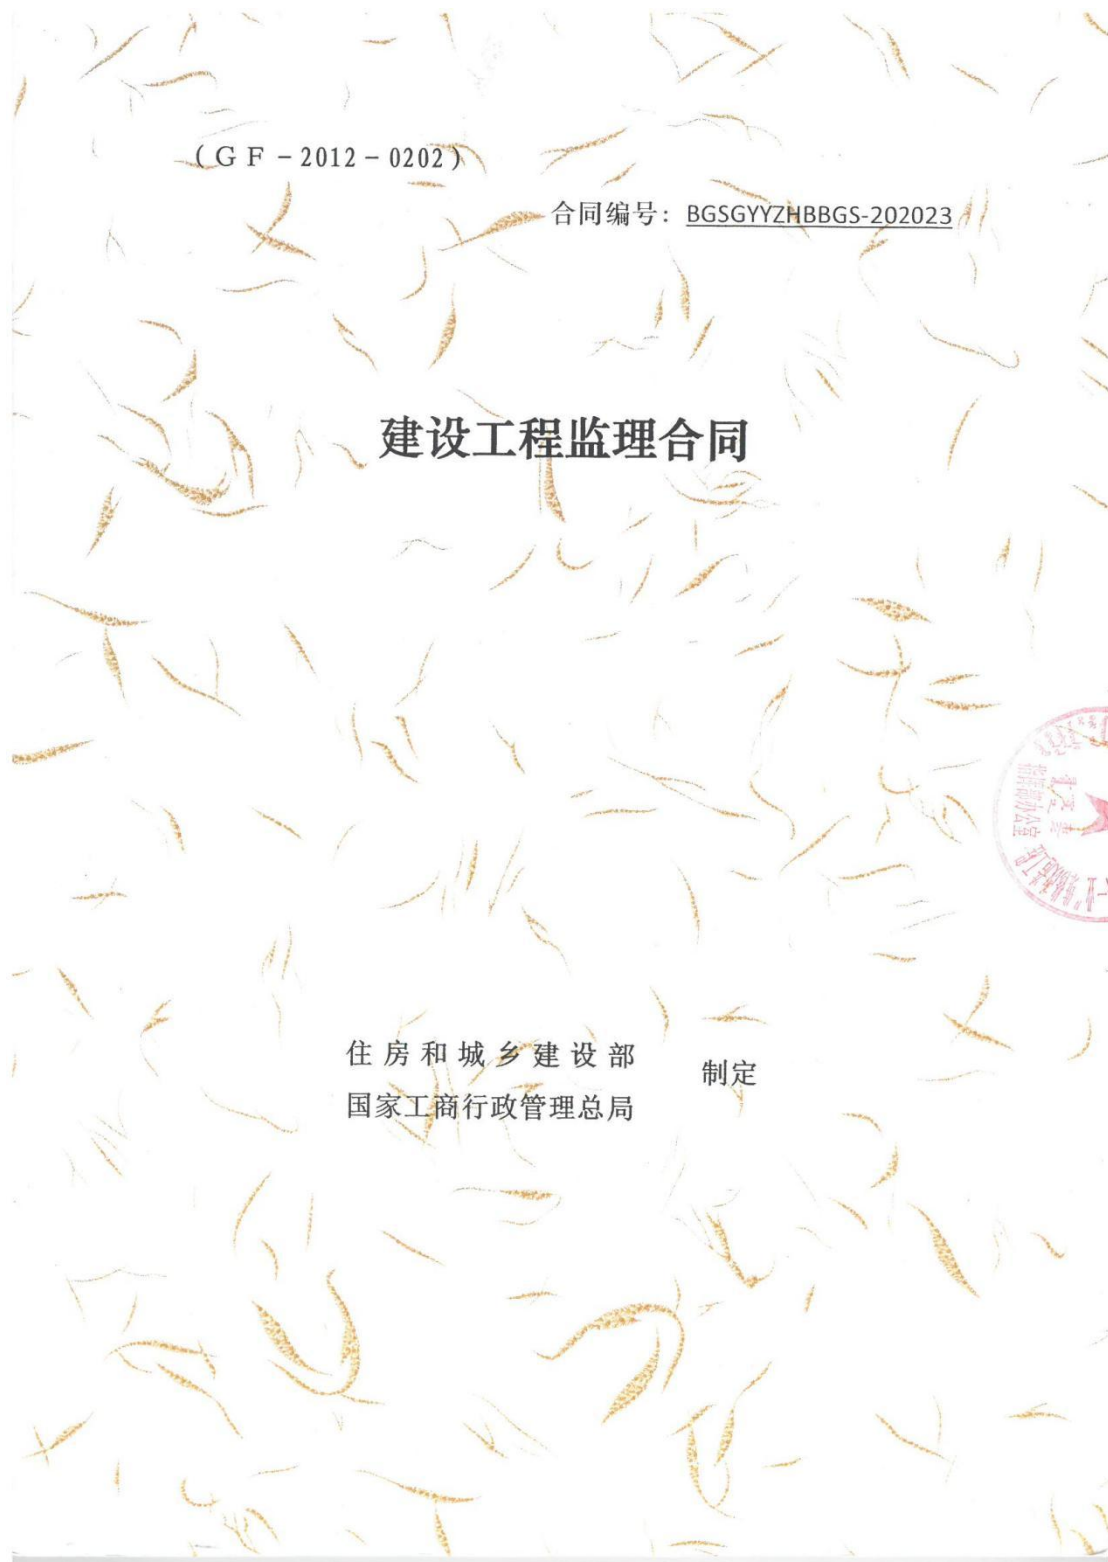 (GF-2012-0202)
合同编号：BGSGYYZHBBGS-202023
建设工程监理合同
住房和城乡建设部
国家工商行政管理总局
制定